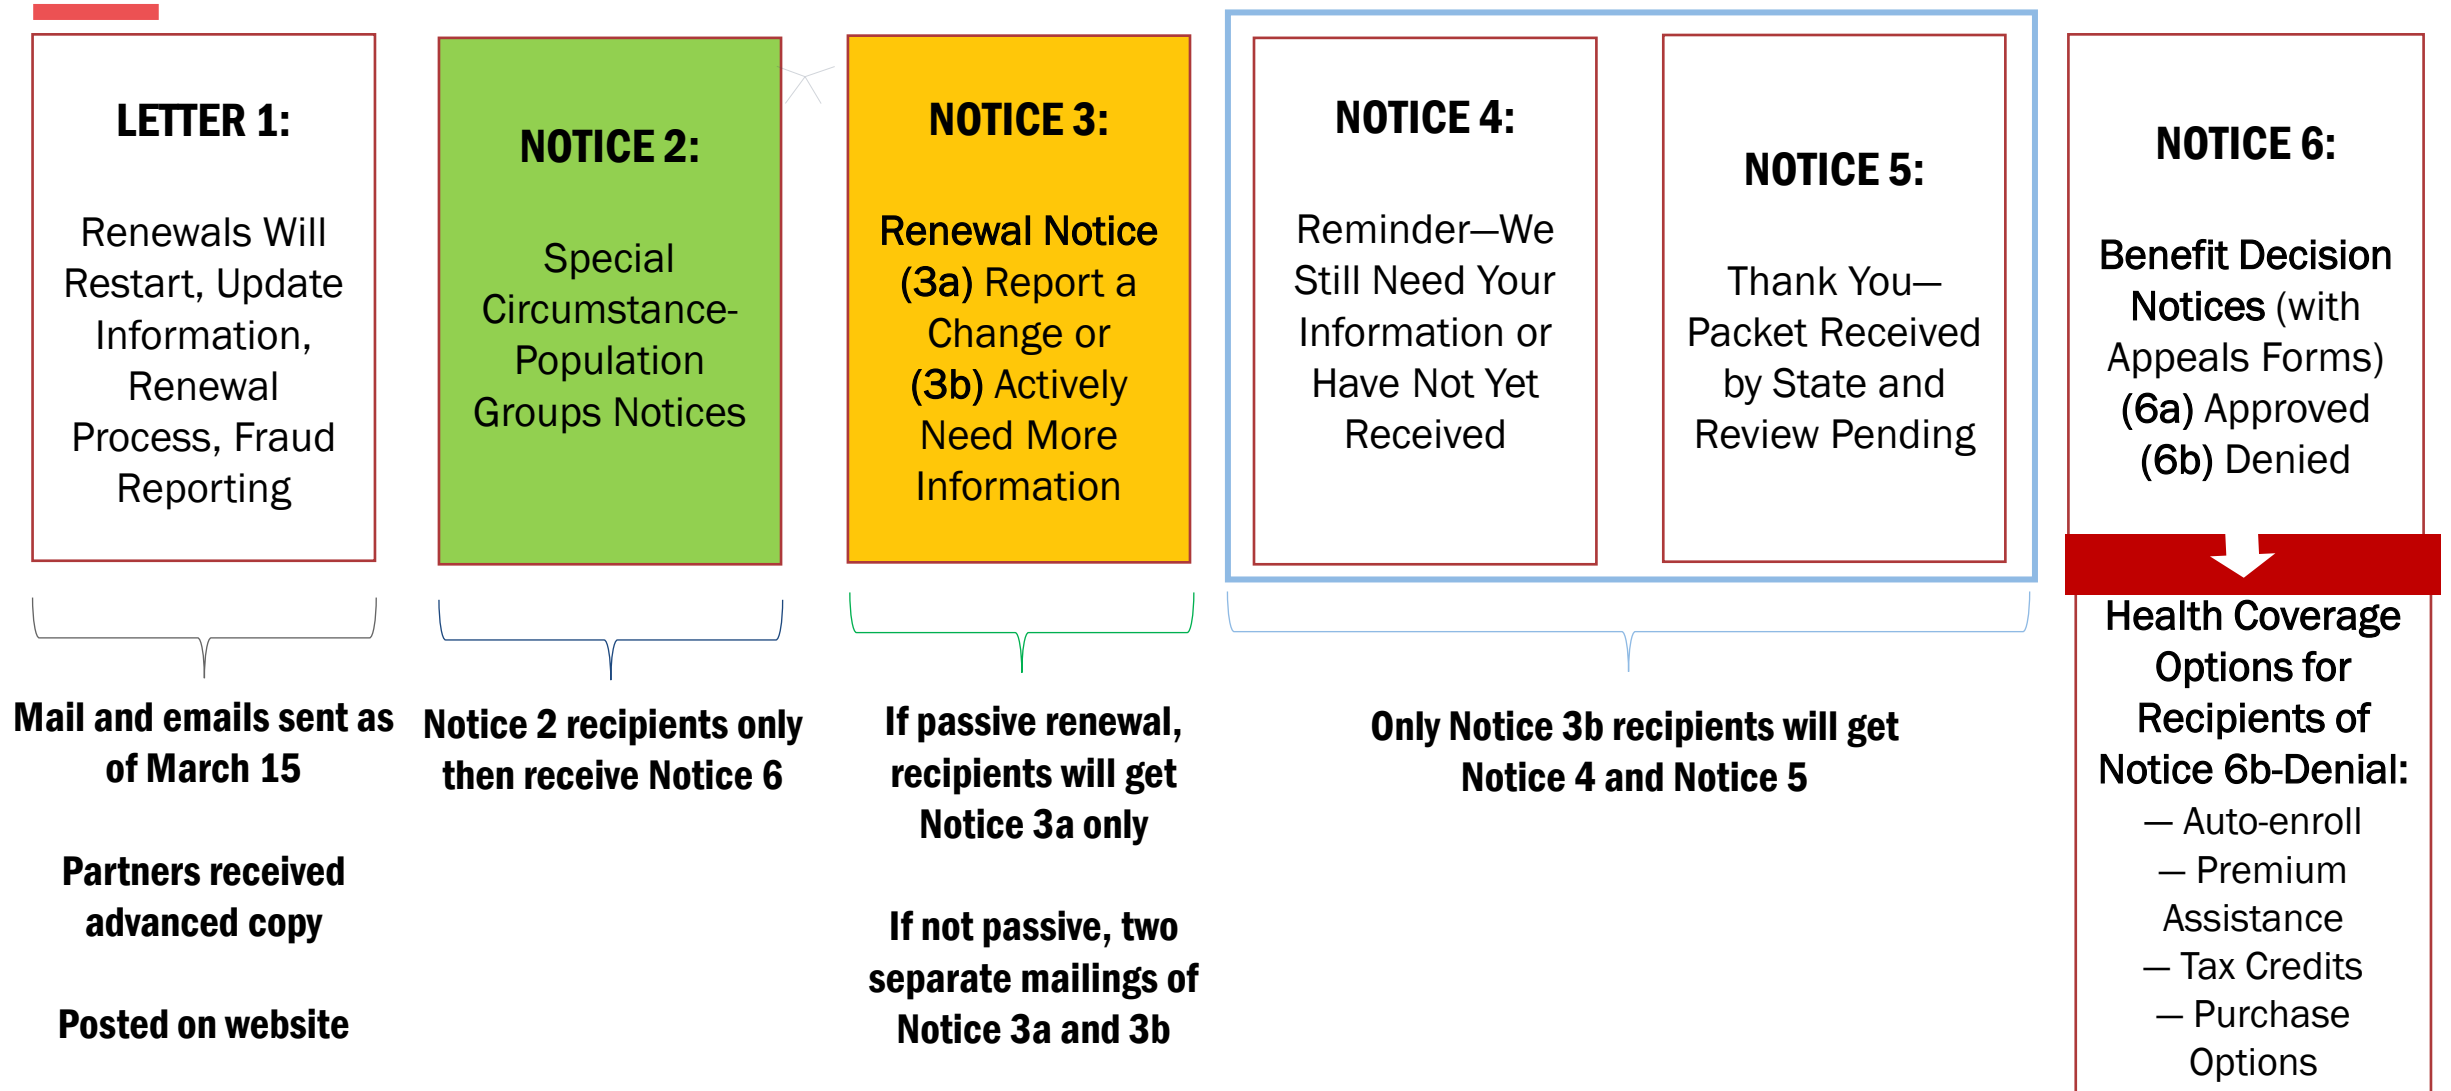 LETTER 1:
Renewals Will
Restart, Update
Information,
Renewal
Process, Fraud
Reporting
Mail and emails sent as
of March 15
Partners received
advanced copy
Posted on website
NOTICE 2:
Special
Circumstance-
Population
Groups Notices
Notice 2 recipients only
then receive Notice 6
NOTICE 3:
Renewal Notice
(3a) Report a
Change or
(3b) Actively
Need More
Information
If passive renewal,
recipients will get
Notice 3a only
If not passive, two
separate mailings of
Notice 3a and 3b
NOTICE 4:
Reminder—We
Still Need Your
Information or
Have Not Yet
Received
NOTICE 5:
Thank You—
Packet Received
by State and
Review Pending
Only Notice 3b recipients will get
Notice 4 and Notice 5
NOTICE 6:
Benefit Decision
Notices (with
Appeals Forms)
(6a) Approved
(6b) Denied
Health Coverage
Options for
Recipients of
Notice 6b-Denial:
— Auto-enroll
— Premium
Assistance
— Tax Credits
— Purchase
Options